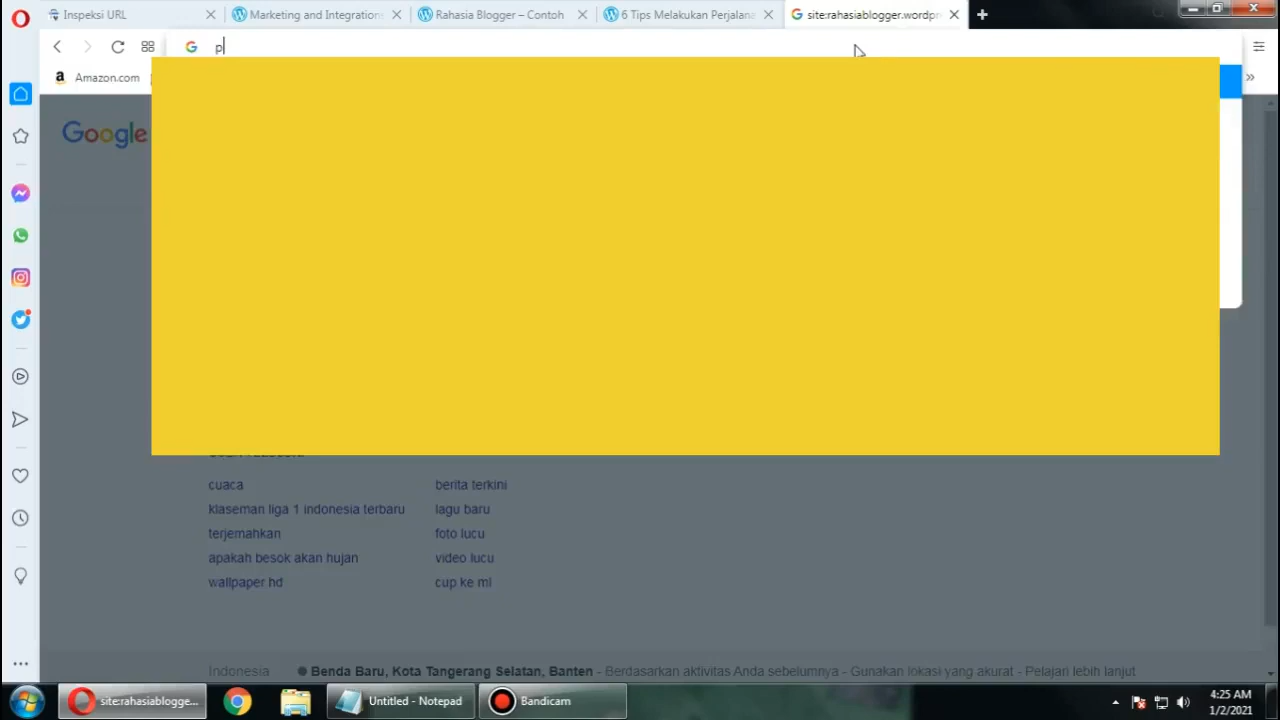 Inspeksi URL
Marketing and Integration
Rahasia Blogger – Contoh
6 Tips Melakukan Perjalana
site:rahasiablogger.wordpr
p
Amazon.com
Google
cuaca
berita terkini
klaseman liga 1 indonesia terbaru
lagu baru
terjemahkan
foto lucu
apakah besok akan hujan
video lucu
wallpaper hd
cup ke ml
Indonesia
Benda Baru, Kota Tangerang Selatan, Banten - Berdasarkan aktivitas Anda sebelumnya - Gunakan lokasi yang akurat - Pelajari lebih lanjut
site:rahasiablogge...
Untitled - Notepad
Bandicam
4:25 AM
1/2/2021